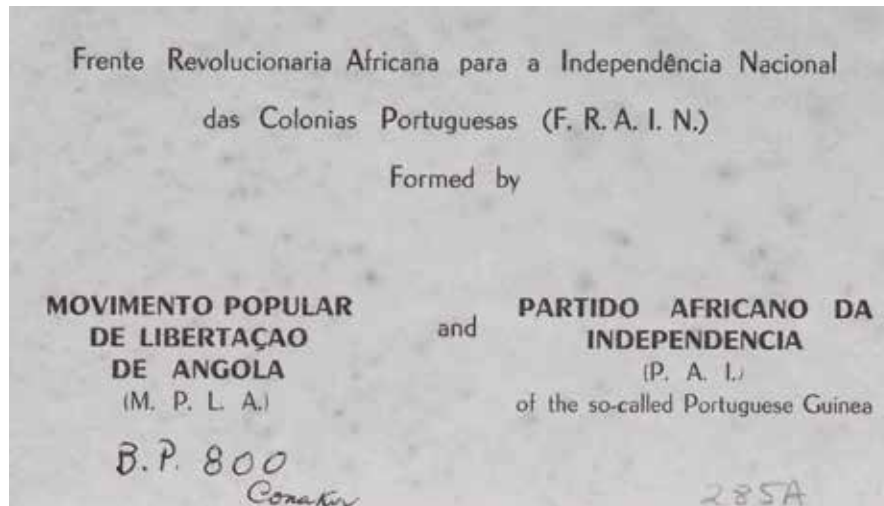 Frente Revolucionaria Africana para a Independência Nacional
das Colonias Portuguesas (F. R. A. I. N.)
Formed by
MOVIMENTO POPULAR
DE LIBERTAÇAO
DE ANGOLA
(M. P. L. A.)
and
PARTIDO AFRICANO DA
INDEPENDENCIA
(P. A. I.)
of the so-called Portuguese Guinea
B.P. 800
285A